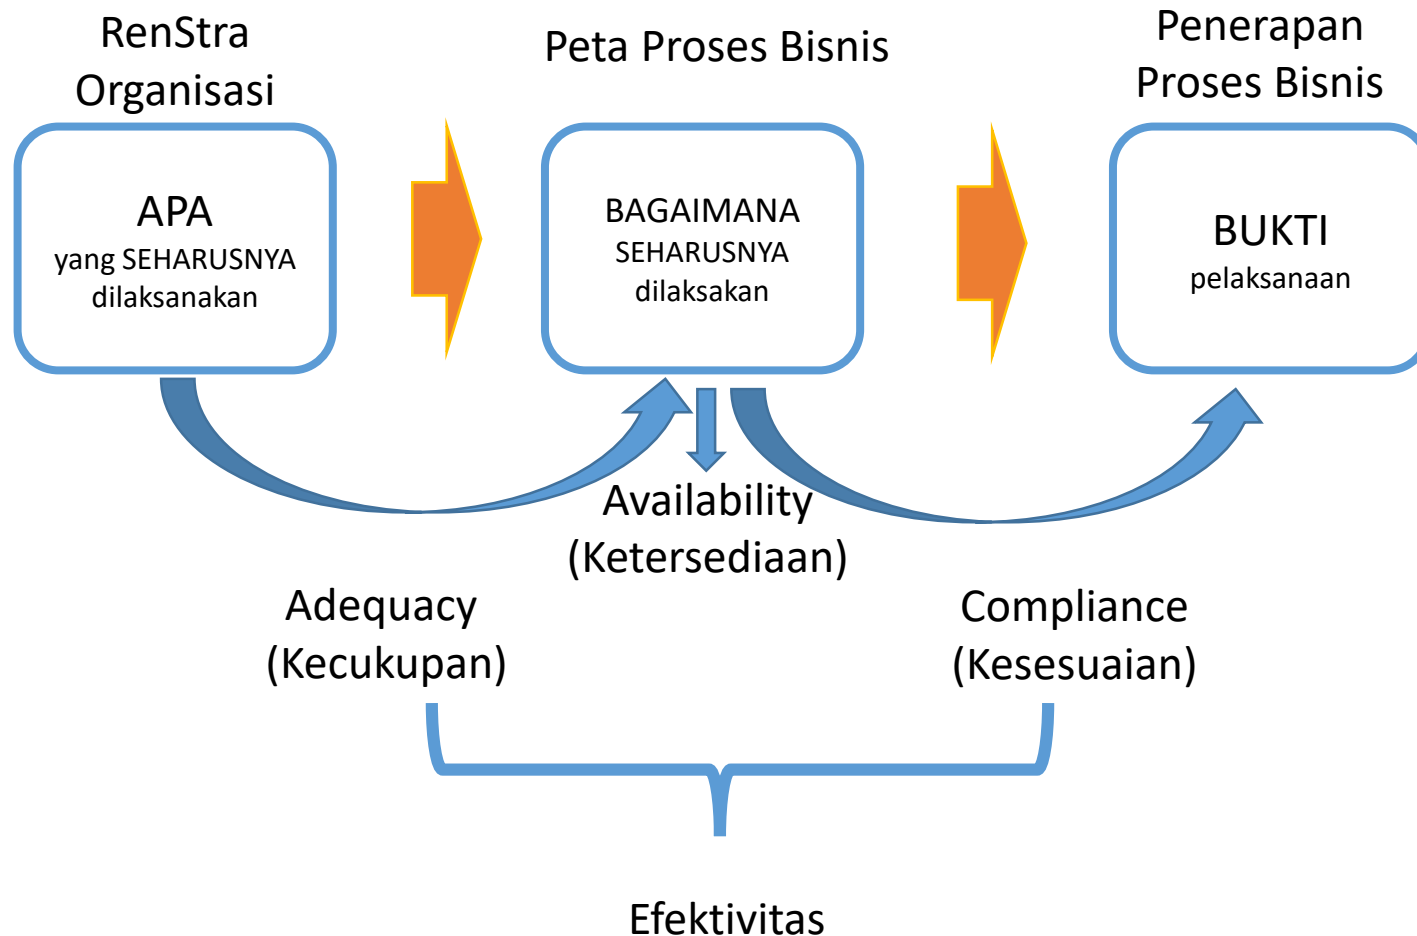 RenStra
Organisasi
Peta Proses Bisnis
Penerapan
Proses Bisnis
APA
yang SEHARUSNYA
dilaksanakan
BAGAIMANA
SEHARUSNYA
dilaksakan
BUKTI
pelaksanaan
Availability
(Ketersediaan)
Adequacy
(Kecukupan)
Compliance
(Kesesuaian)
Efektivitas